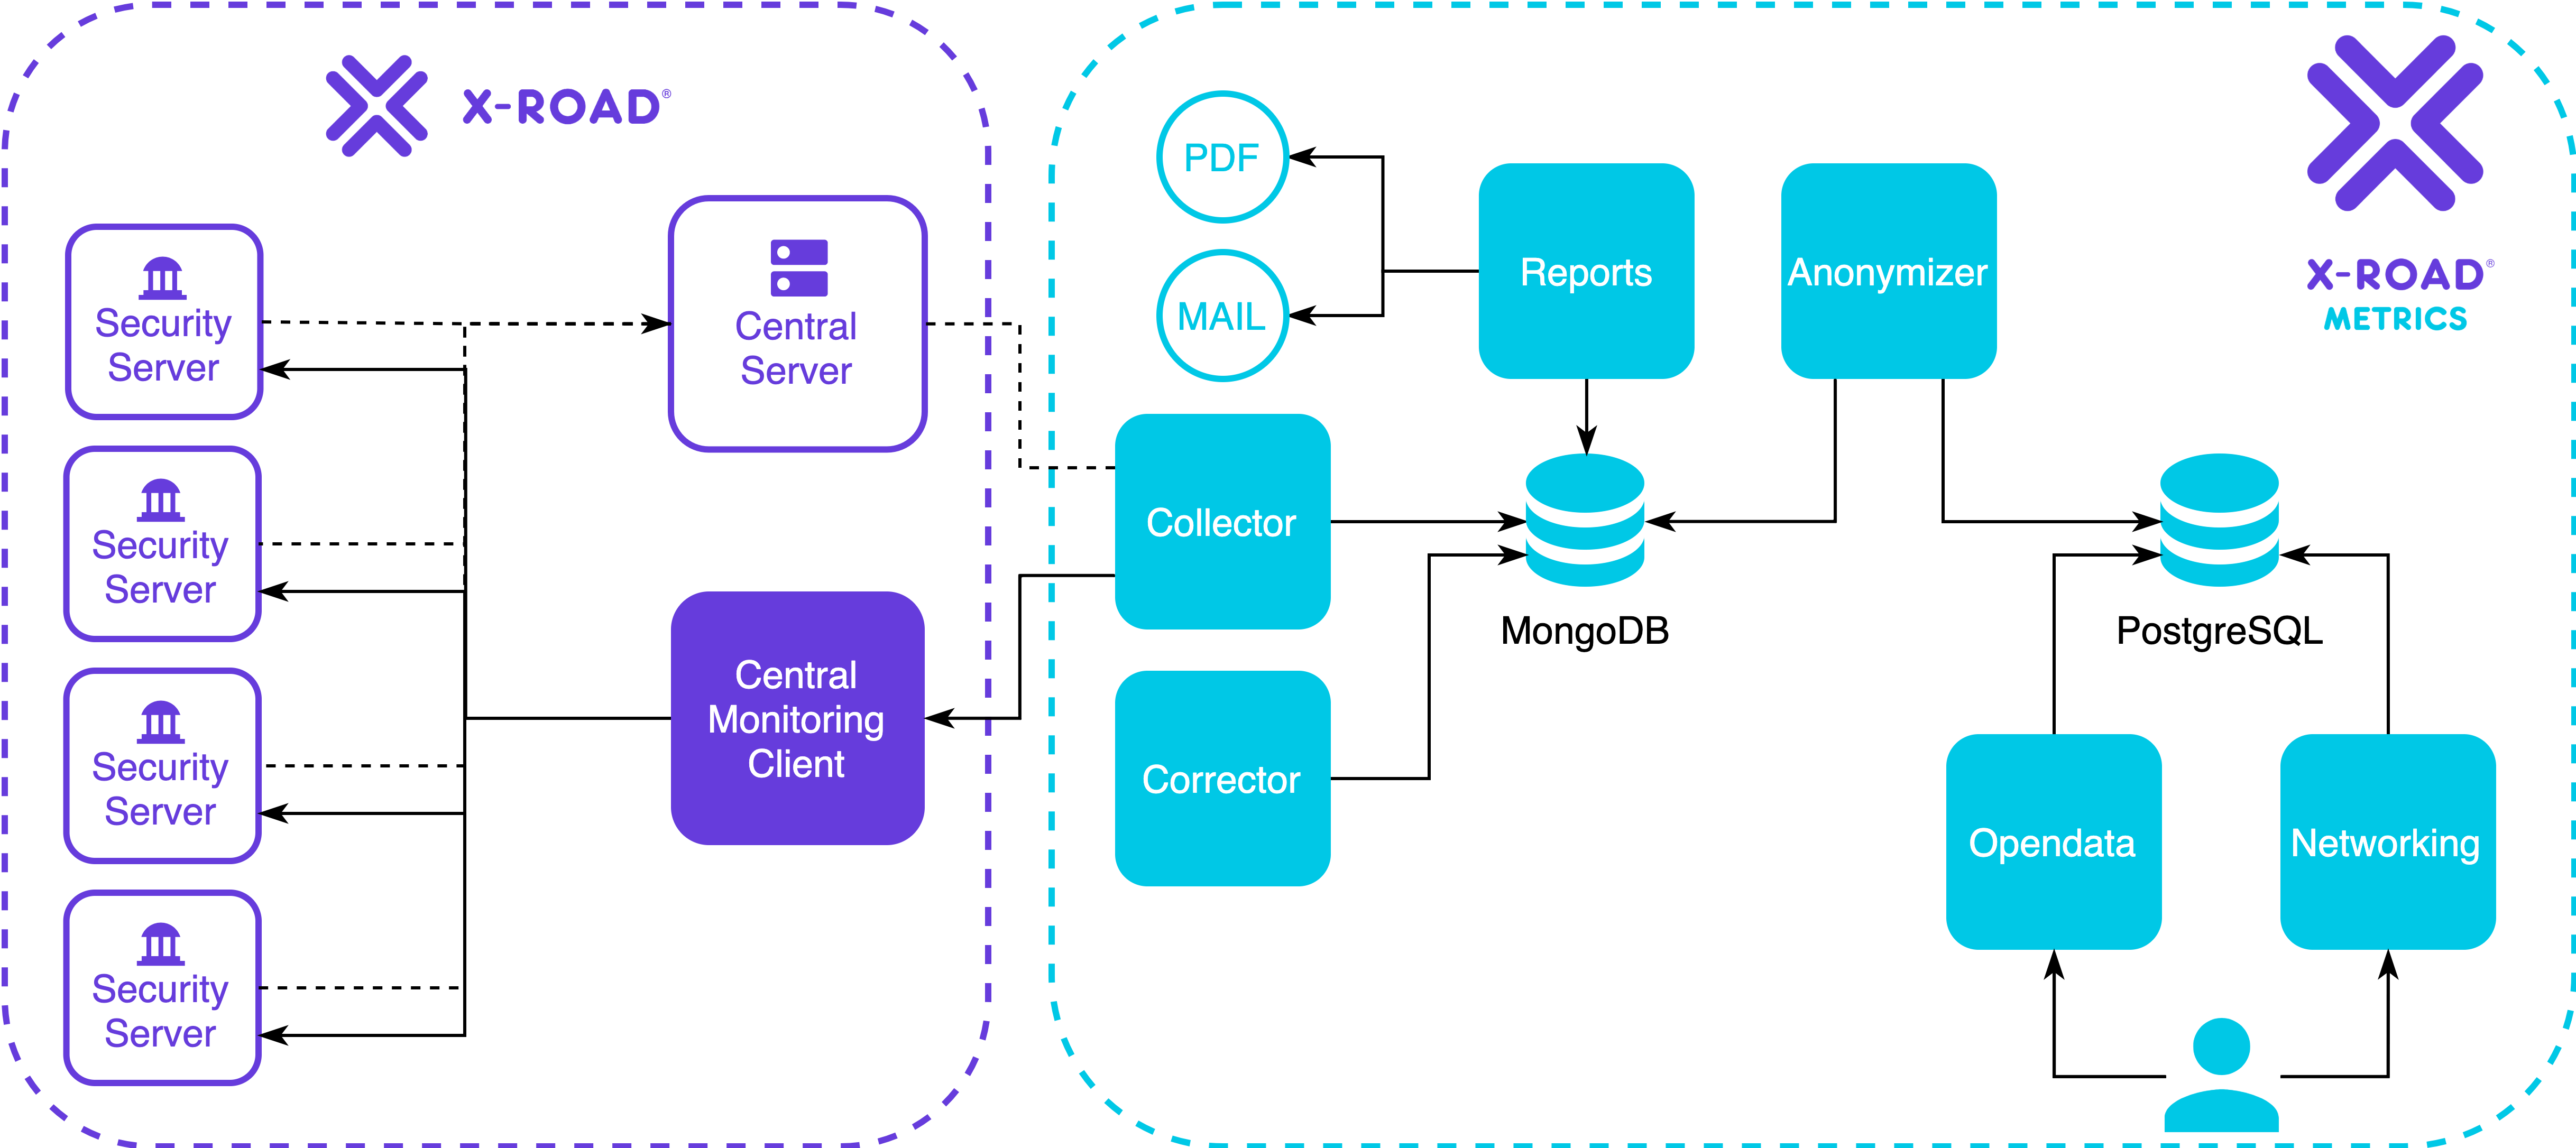 X-ROAD®
Security
Server
Central
Server
Security
Server
Security
Server
Security
Server
Central
Monitoring
Client
X-ROAD®
METRICS
PDF
MAIL
Reports
Anonymizer
Collector
Corrector
MongoDB
PostgreSQL
Opendata
Networking